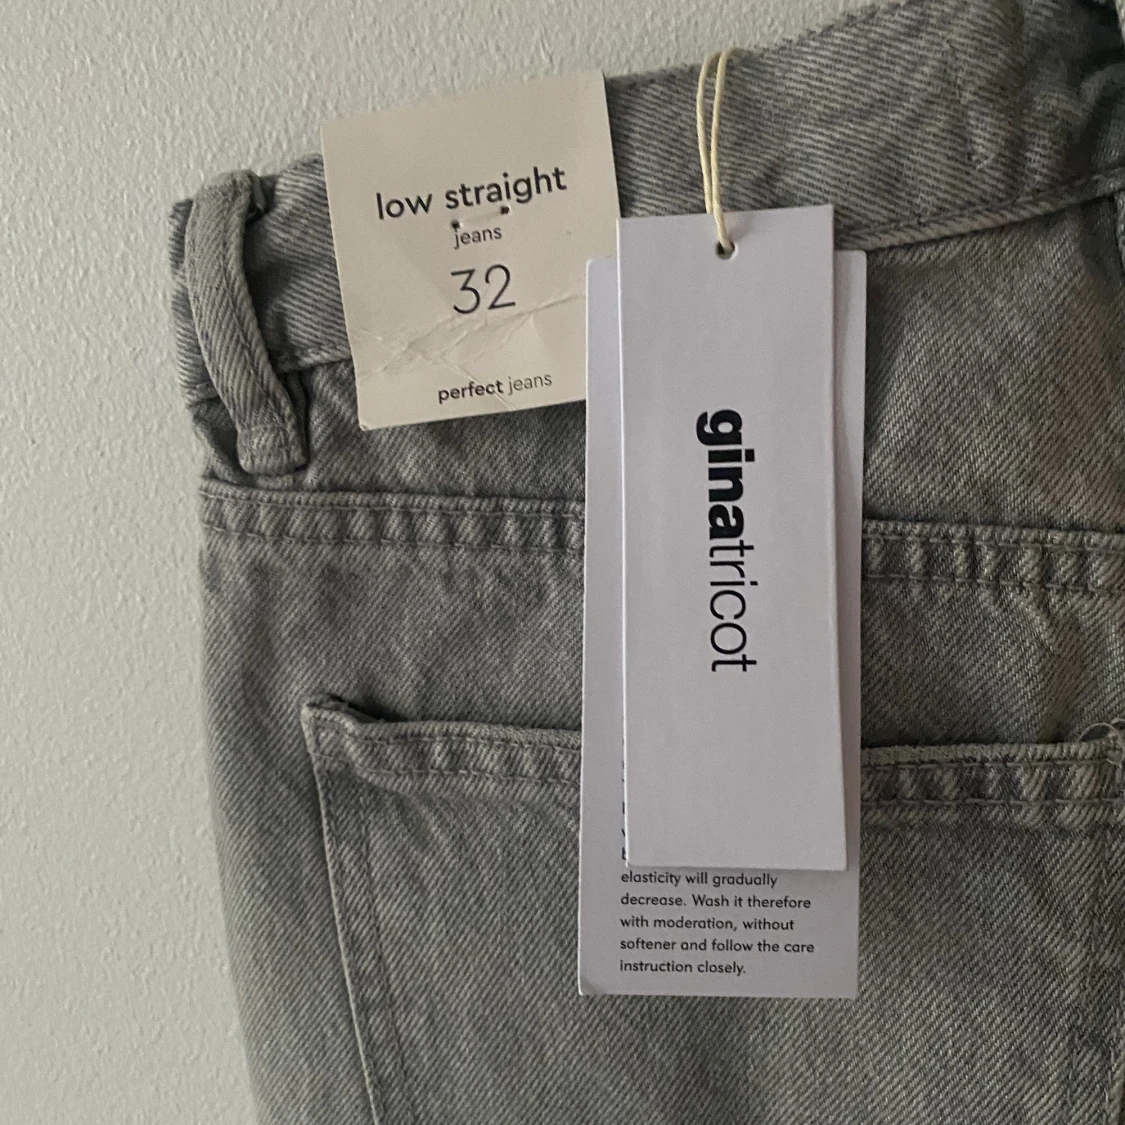 low straight
jeans
32
perfect jeans
ginatricot
elasticity will gradually
decrease. Wash it therefore
with moderation, without
softener and follow the care
instruction closely.